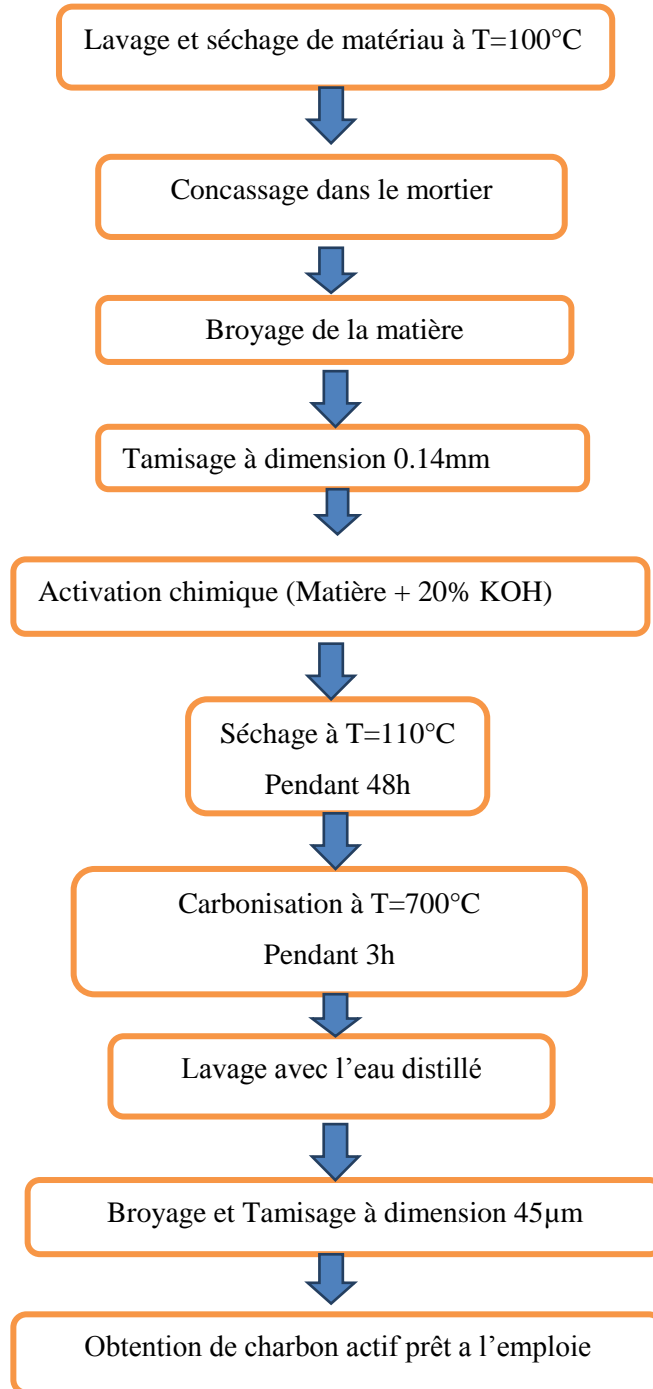 Lavage et séchage de matériau à T=100°C
Concassage dans le mortier
Broyage de la matière
Tamisage à dimension 0.14mm
Activation chimique (Matière + 20% KOH)
Séchage à T=110°C
Pendant 48h
Carbonisation à T=700°C
Pendant 3h
Lavage avec l’eau distillé
Broyage et Tamisage à dimension 45µm
Obtention de charbon actif prêt a l’emploie